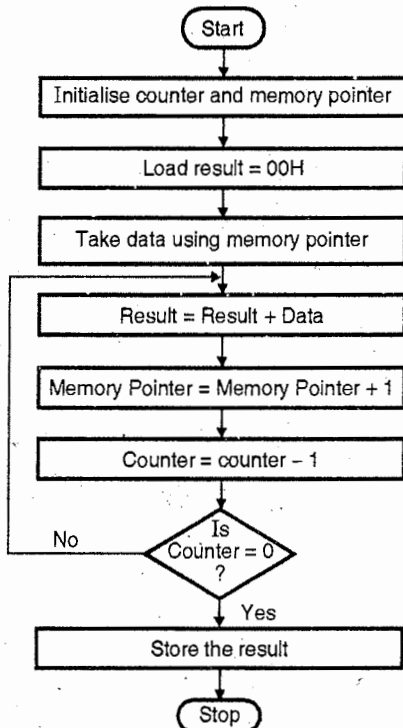 Start
Initialise counter and memory pointer
Load result = 00H
Take data using memory pointer
Result = Result + Data
Memory Pointer = Memory Pointer + 1
Counter = counter − 1
Is
Counter = 0
?
No
Yes
Store the result
Stop